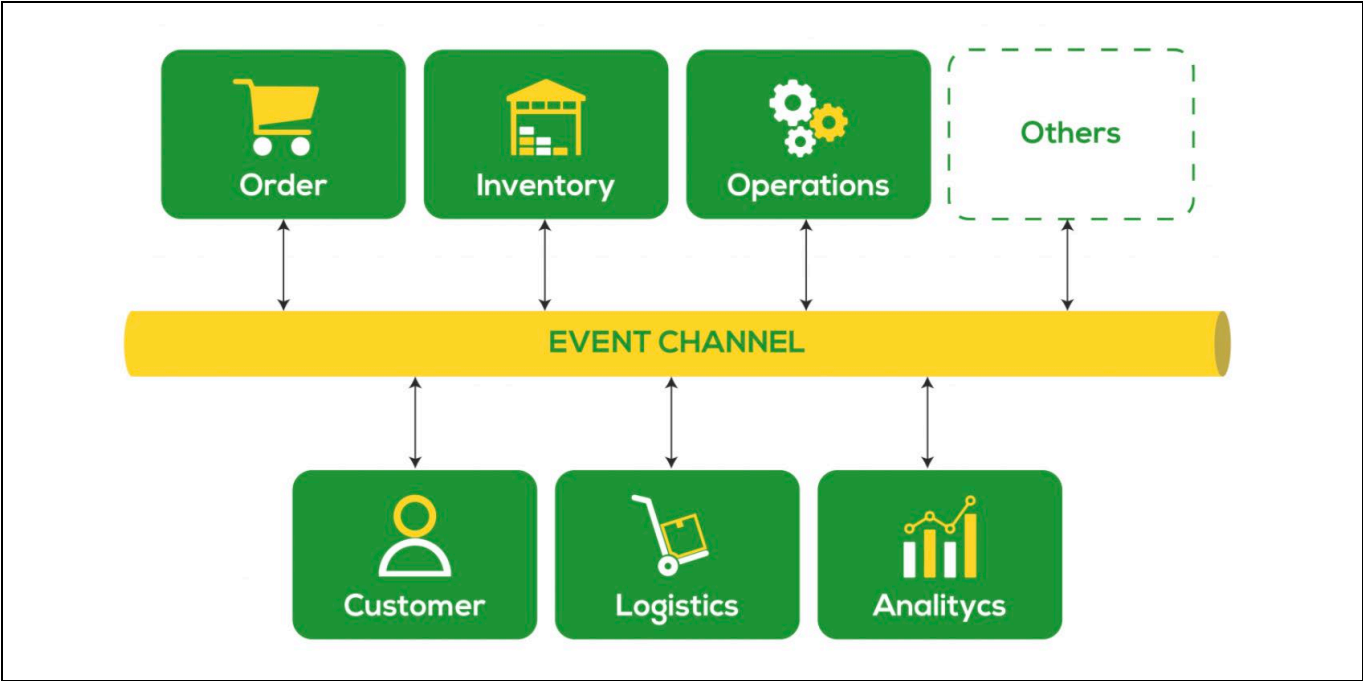 Order
Inventory
Operations
Others
EVENT CHANNEL
Customer
Logistics
Analitycs